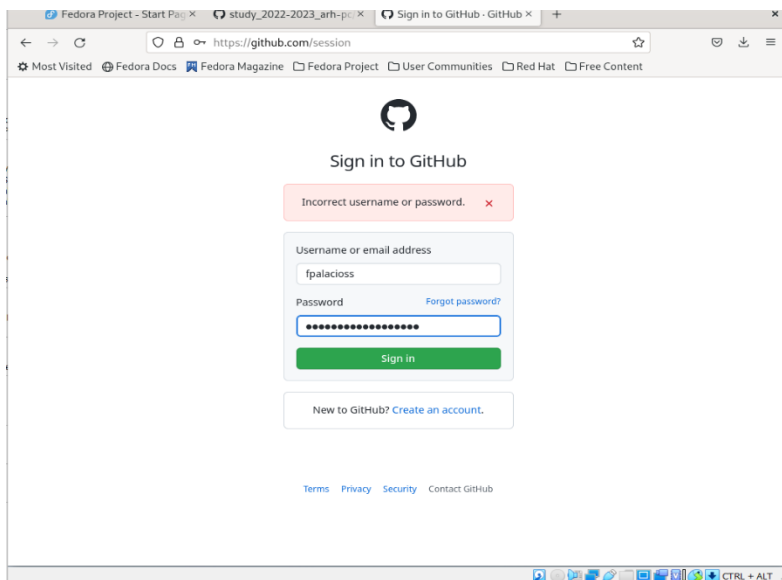 Fedora Project - Start Pag study_2022-2023_arh-pc Sign in to GitHub · GitHub
https://github.com/session
Most Visited Fedora Docs Fedora Magazine Fedora Project User Communities Red Hat Free Content
Sign in to GitHub
Incorrect username or password.
Username or email address
fpalacioss
Password Forgot password?
Sign in
New to GitHub? Create an account.
Terms Privacy Security Contact GitHub
CTRL + ALT